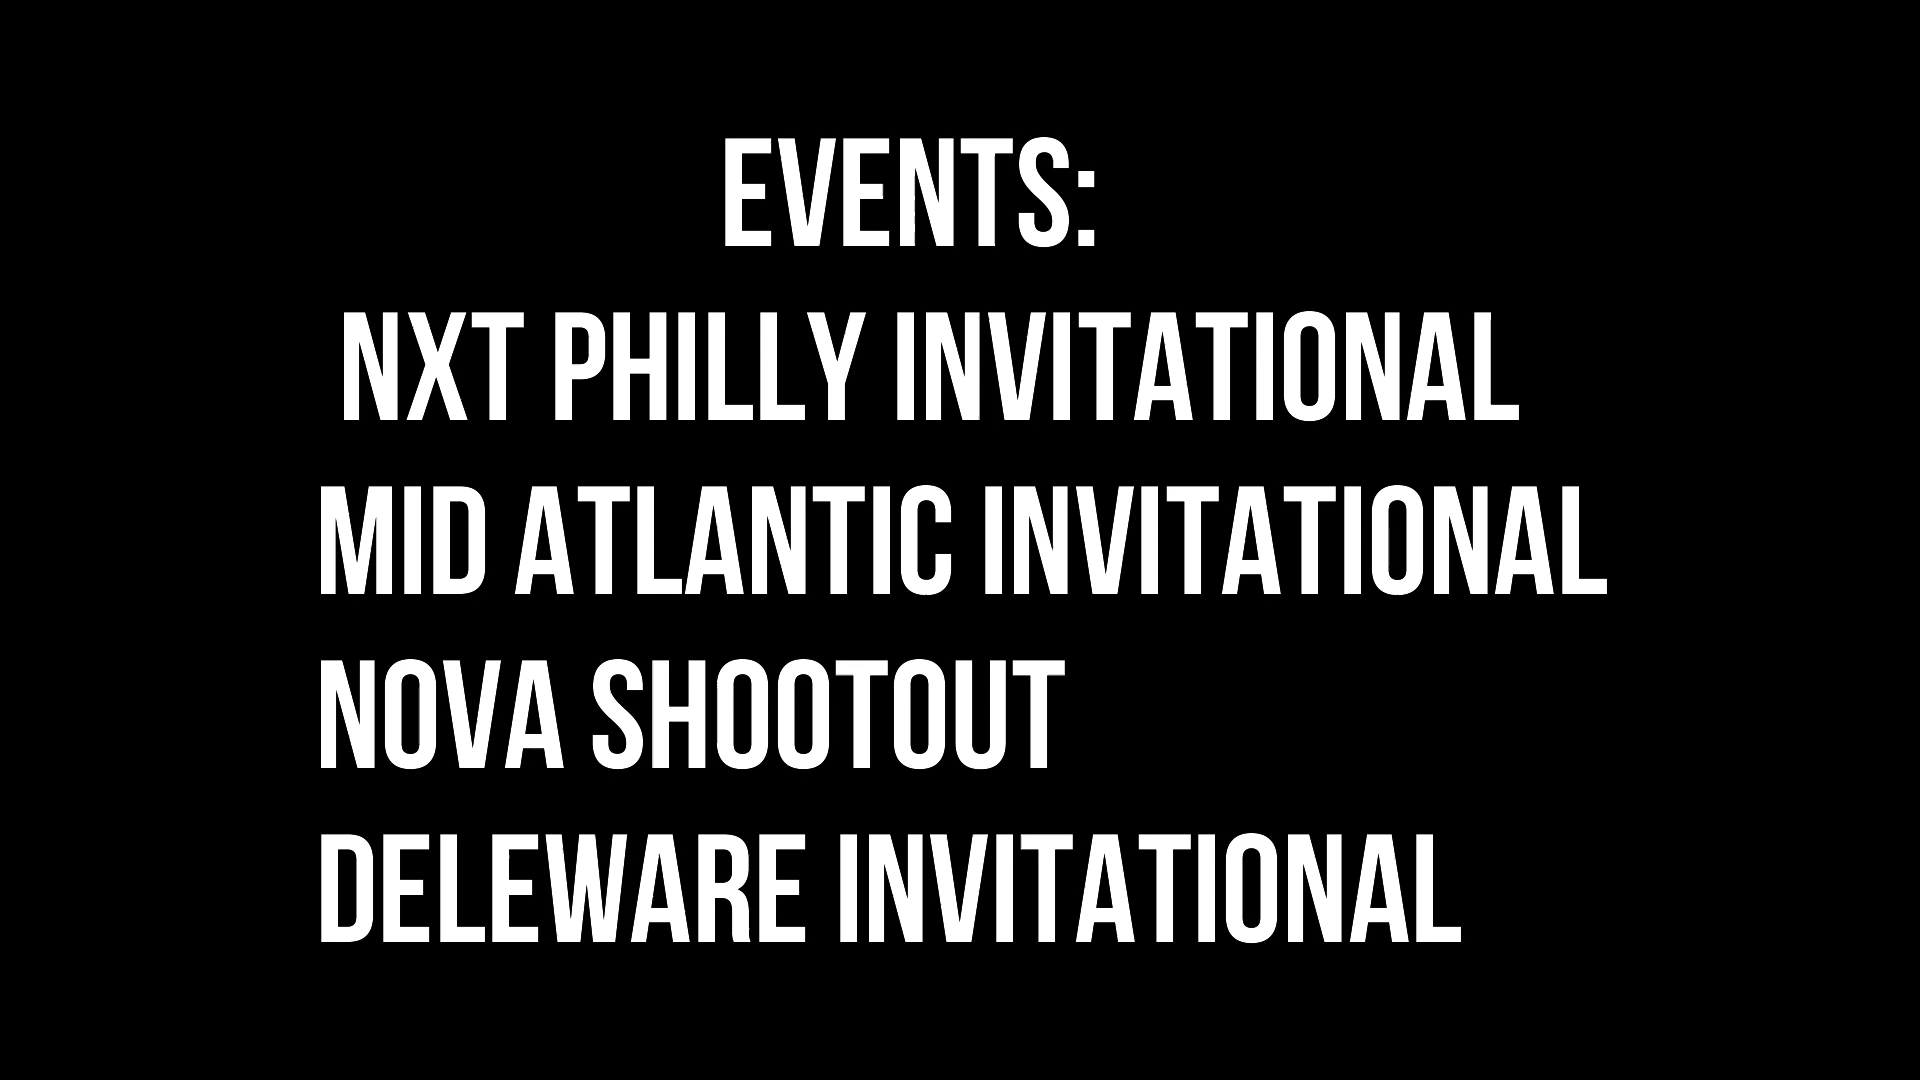 EVENTS:
NXT PHILLY INVITATIONAL
MID ATLANTIC INVITATIONAL
NOVA SHOOTOUT
DELEWARE INVITATIONAL